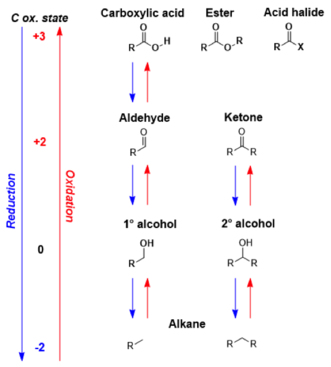 C ox. state
Carboxylic acid
Ester
Acid halide
+3
O
R
O
H
O
R
O
R
O
R
X
Aldehyde
Ketone
+2
O
R
O
R
R
Reduction
Oxidation
1° alcohol
2° alcohol
0
OH
R
OH
R
R
Alkane
-2
R
R
R